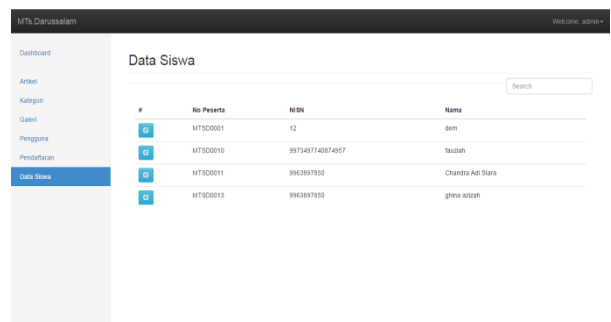 MTs.Darussalam Welcome, admin
Dashboard
Artikel
Kategori
Galeri
Pengguna
Pendaftaran
Data Siswa
Data Siswa
Search
# No Peserta NISN Nama
MTSD0001 12 dem
MTSD0010 9973497740874957 fauziah
MTSD0011 9963897850 Chandra Adi Siara
MTSD0013 9963897850 ghina azizah